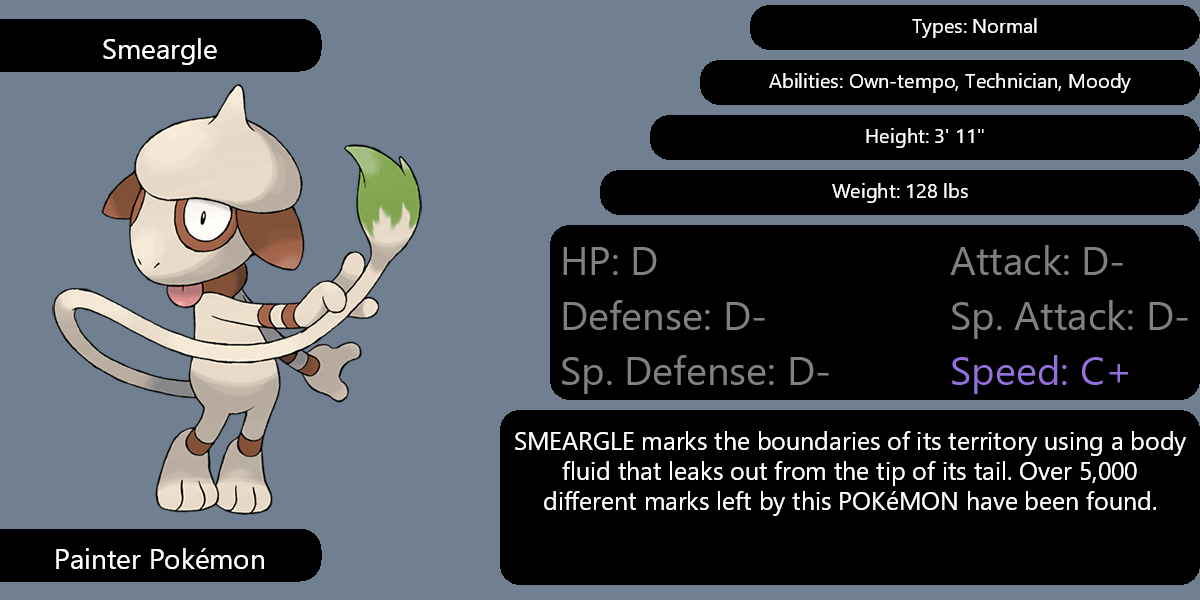 Smeargle
Types: Normal
Abilities: Own-tempo, Technician, Moody
Height: 3' 11"
Weight: 128 lbs
HP: D
Attack: D-
Defense: D-
Sp. Attack: D-
Sp. Defense: D-
Speed: C+
SMEARGLE marks the boundaries of its territory using a body
fluid that leaks out from the tip of its tail. Over 5,000
different marks left by this POKéMON have been found.
Painter Pokémon